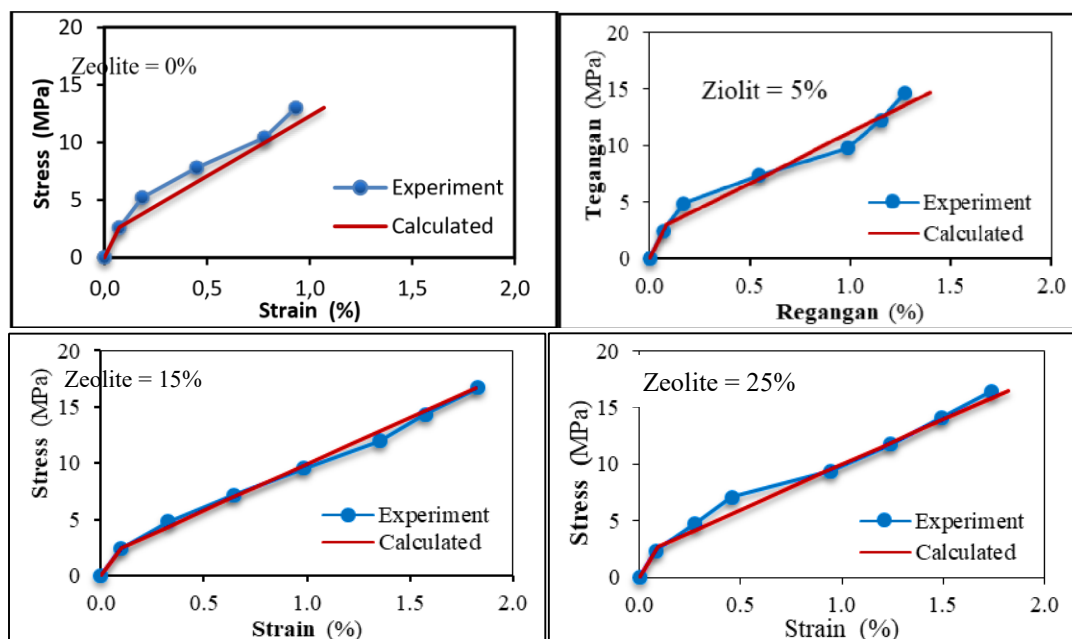 20
15
10
5
0
Stress (MPa)
Zeolite = 0%
Experiment
Calculated
0,0 0,5 1,0 1,5 2,0
Strain (%)
20
15
10
5
0
Tegangan (MPa)
Ziolit = 5%
Experiment
Calculated
0.0 0.5 1.0 1.5 2.0
Regangan (%)
20
15
10
5
0
Stress (MPa)
Zeolite = 15%
Experiment
Calculated
0.0 0.5 1.0 1.5 2.0
Strain (%)
20
15
10
5
0
Stress (MPa)
Zeolite = 25%
Experiment
Calculated
0.0 0.5 1.0 1.5 2.0
Strain (%)